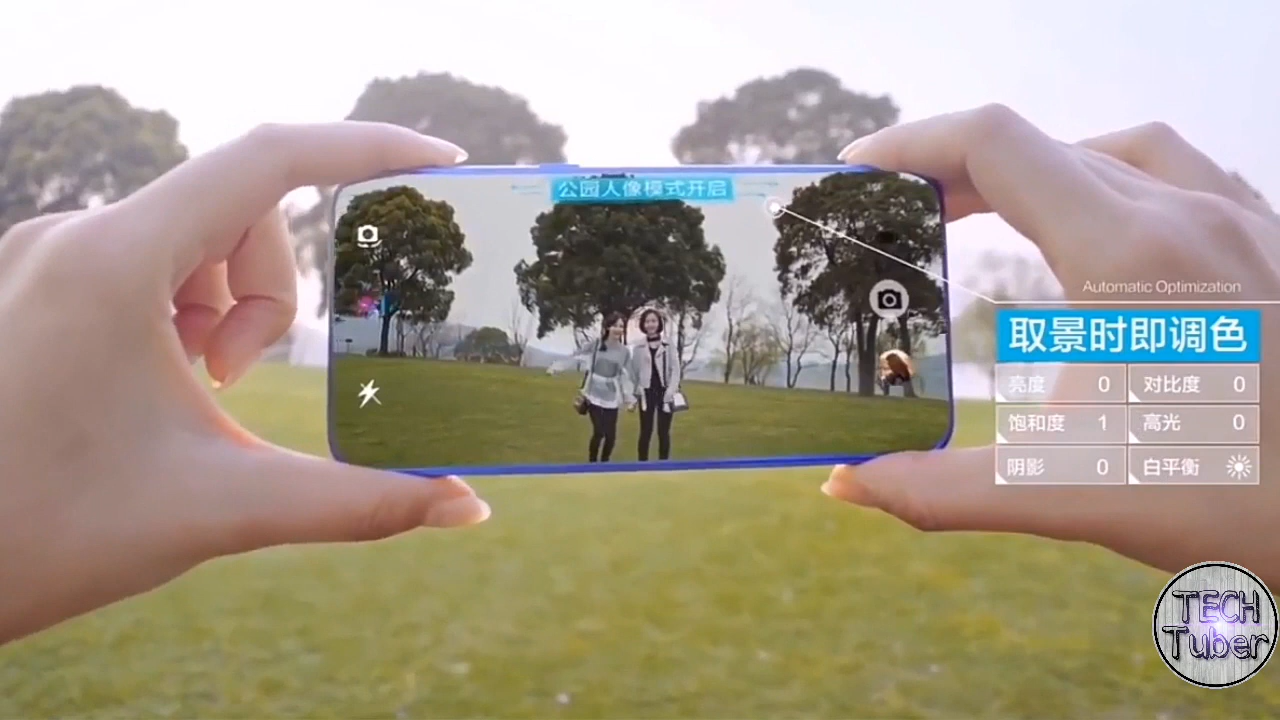 公园人像模式开启
Automatic Optimization
取景时即调色
亮度 0 对比度 0
饱和度 1 高光 0
阴影 0 白平衡
TECH
Tuber